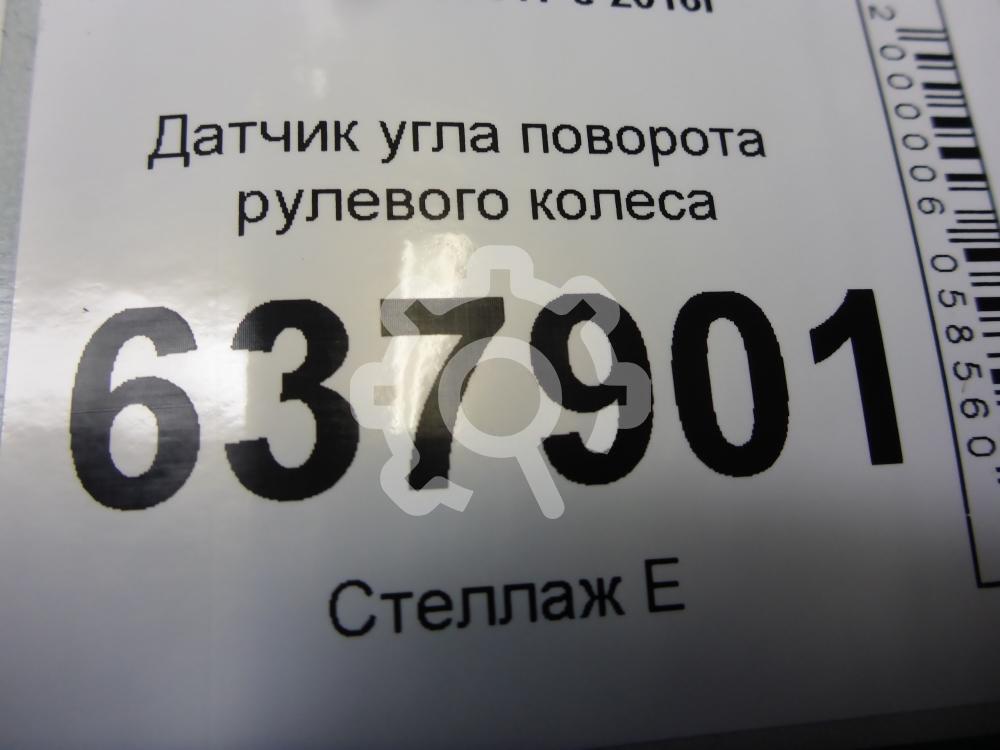 Датчик угла поворота
рулевого колеса
637901
Стеллаж Е
2000006058560